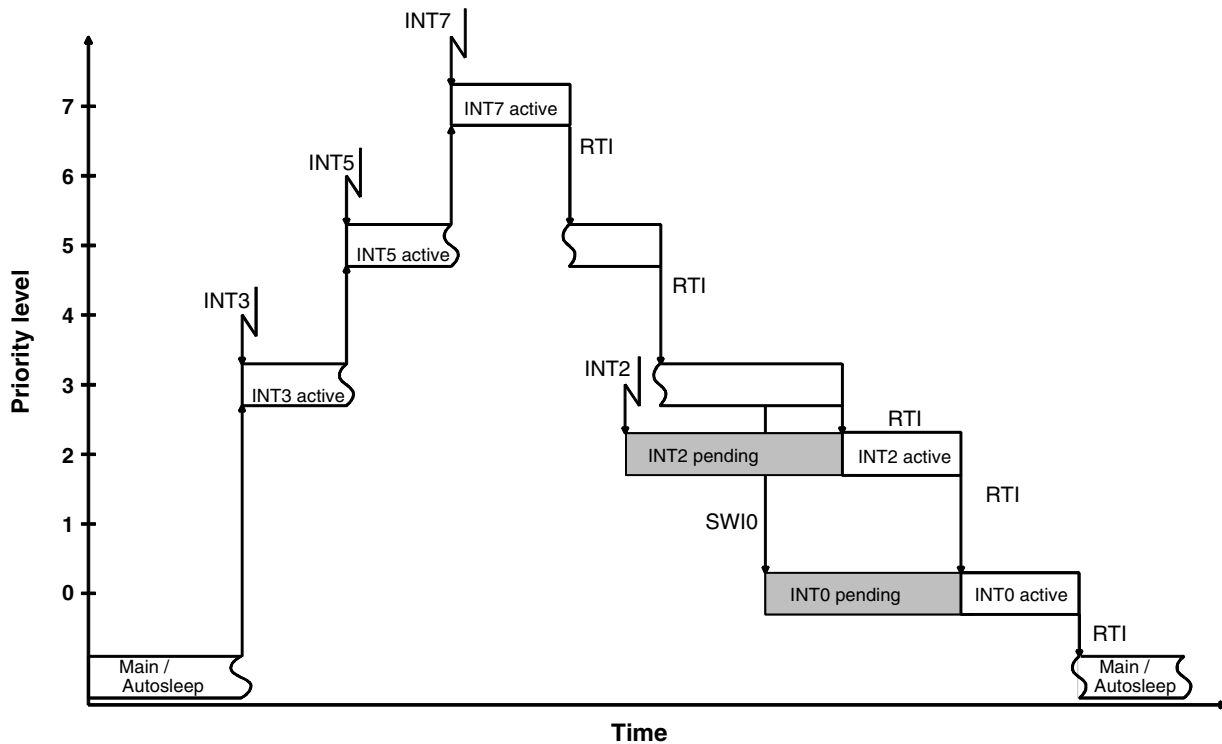 INT7
7
INT7 active
RTI
INT5
6
5
INT5 active
RTI
INT3
4
INT2
3
INT3 active
RTI
2
INT2 pending
INT2 active
RTI
1
SWI0
0
INT0 pending
INT0 active
RTI
Main /
Autosleep
Main /
Autosleep
Priority level
Time